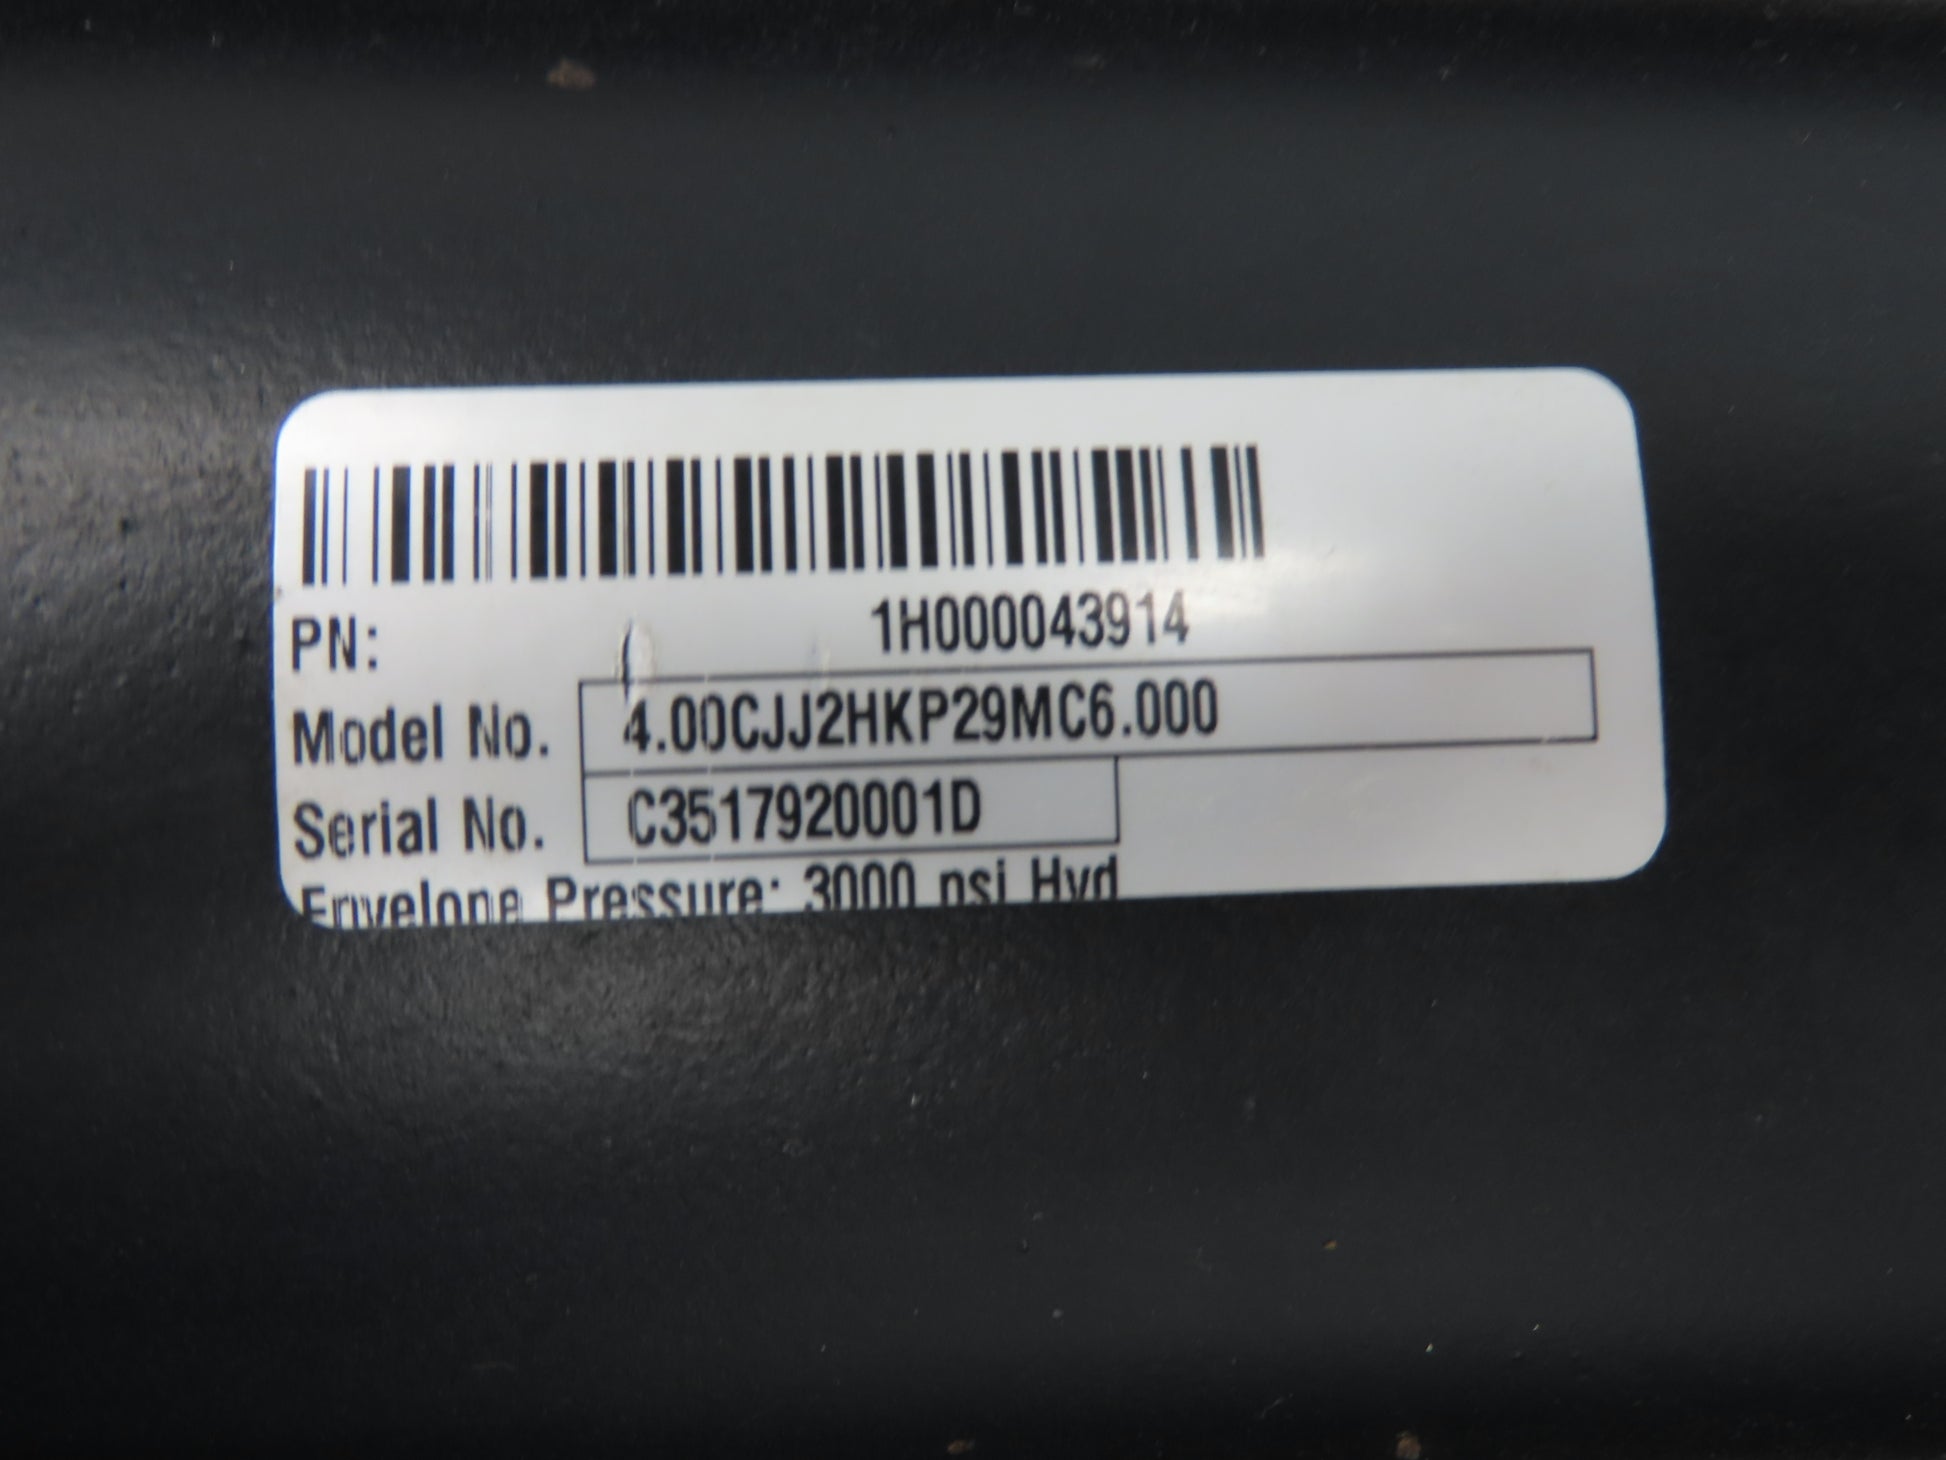 1H000043914
PN:
Model No. 4.00CJJ2HKP29MC6.000
Serial No. C3517920001D
Envelope Pressure: 3000 psi Hyd